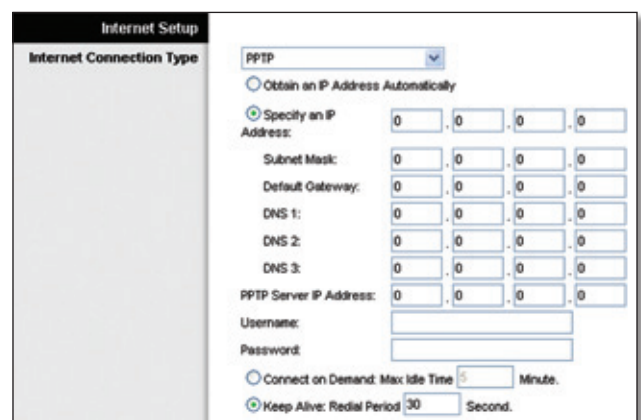 Internet Setup
Internet Connection Type PPTP
Obtain an IP Address Automatically
Specify an IP Address: 0 . 0 . 0 . 0
Subnet Mask: 0 . 0 . 0 . 0
Default Gateway: 0 . 0 . 0 . 0
DNS 1: 0 . 0 . 0 . 0
DNS 2: 0 . 0 . 0 . 0
DNS 3: 0 . 0 . 0 . 0
PPTP Server IP Address: 0 . 0 . 0 . 0
Username:
Password:
Connect on Demand: Max Idle Time 5 Minute.
Keep Alive: Redial Period 30 Second.